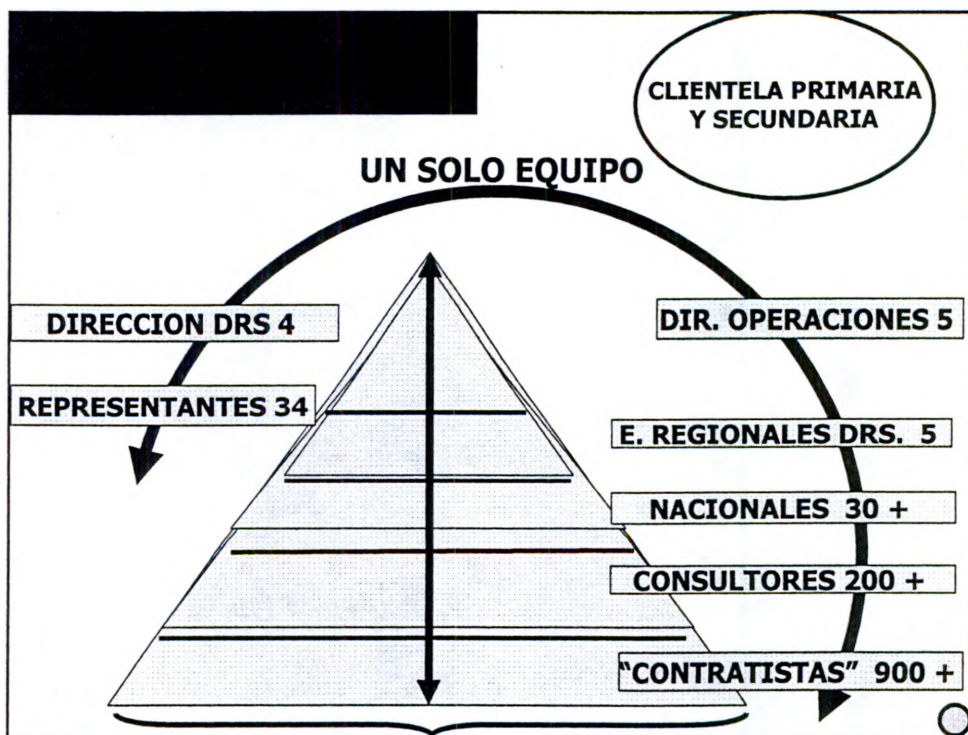 CLIENTELA PRIMARIA
Y SECUNDARIA
UN SOLO EQUIPO
DIRECCION DRS 4
DIR. OPERACIONES 5
REPRESENTANTES 34
E. REGIONALES DRS. 5
NACIONALES 30 +
CONSULTORES 200 +
"CONTRATISTAS" 900 +